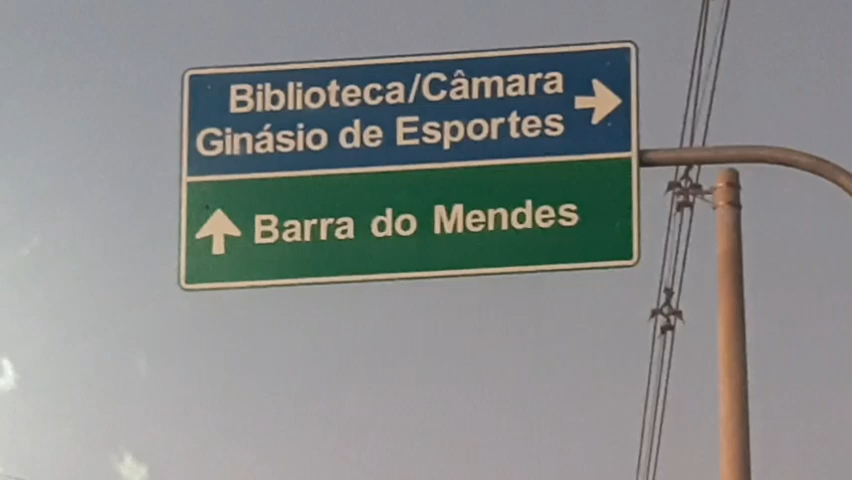 Biblioteca/Câmara
Ginásio de Esportes
Barra do Mendes